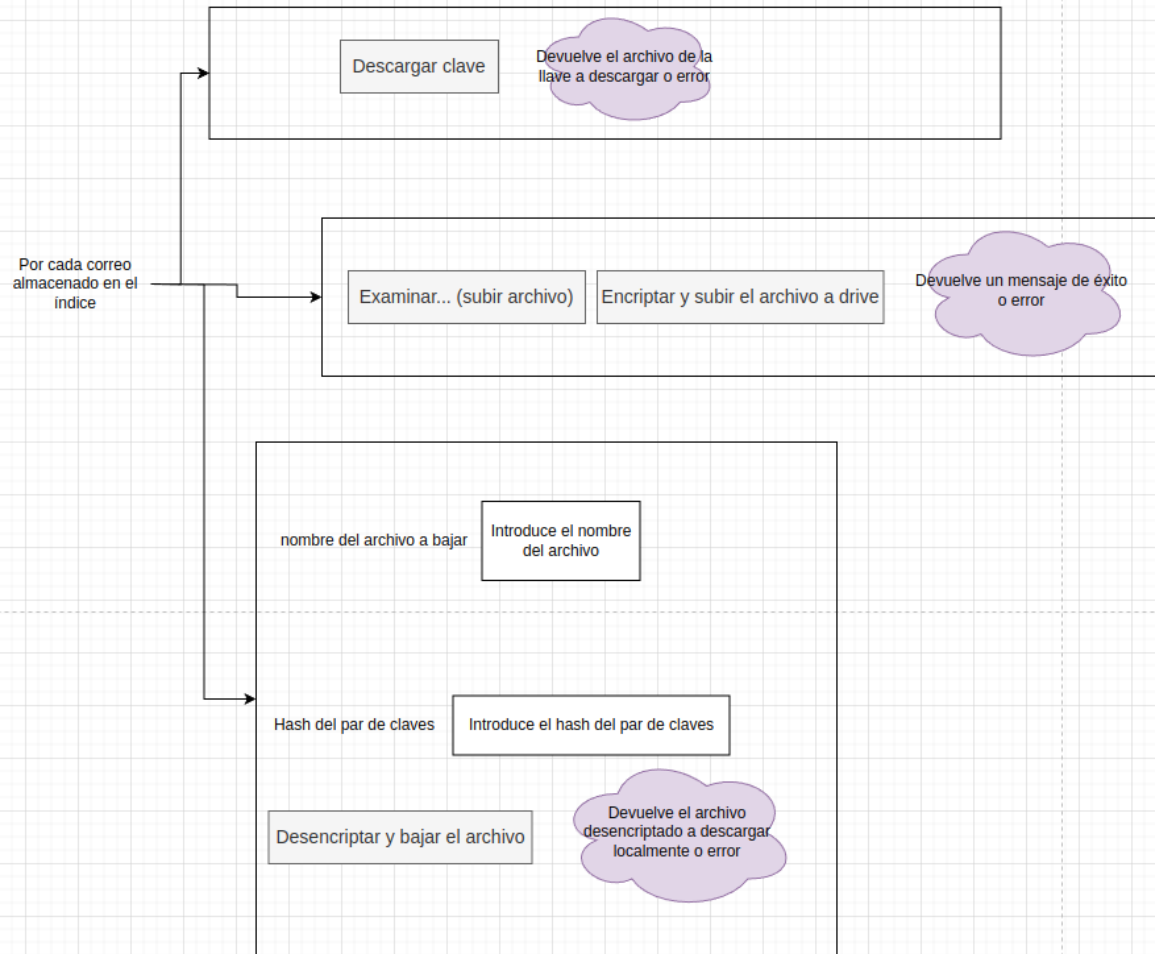 Descargar clave
Devuelve el archivo de la
llave a descargar o error
Por cada correo
almacenado en el
índice
Examinar... (subir archivo)
Encriptar y subir el archivo a drive
Devuelve un mensaje de éxito
o error
nombre del archivo a bajar
Introduce el nombre
del archivo
Hash del par de claves
Introduce el hash del par de claves
Desencriptar y bajar el archivo
Devuelve el archivo
desencriptado a descargar
localmente o error